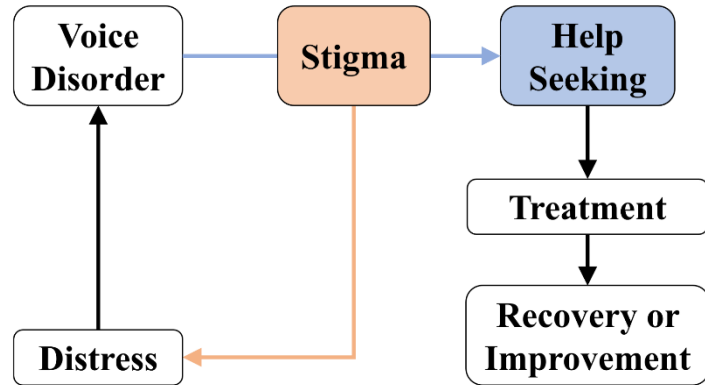 Voice
Disorder
Stigma
Help
Seeking
Treatment
Recovery or
Improvement
Distress